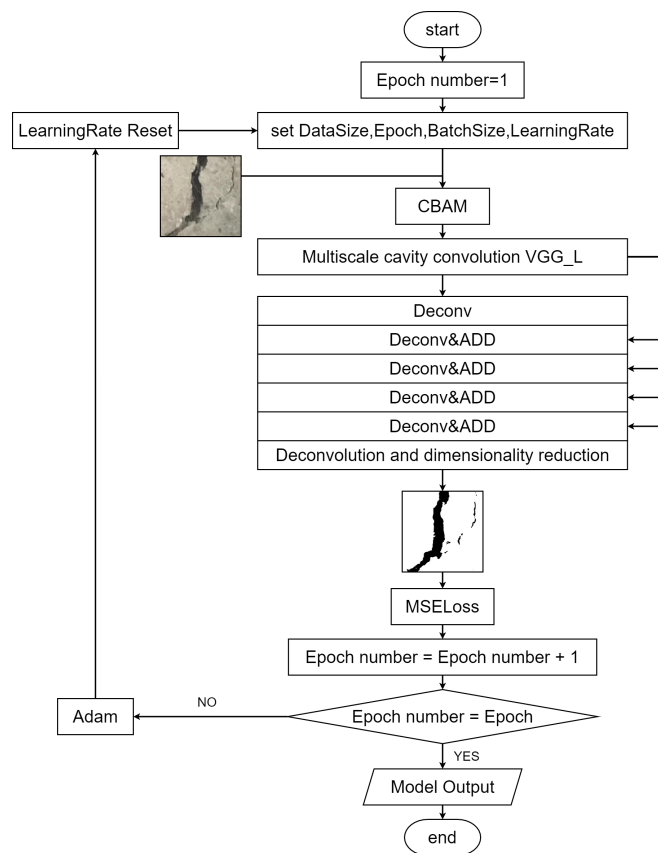 start
Epoch number=1
LearningRate Reset
set DataSize,Epoch,BatchSize,LearningRate
CBAM
Multiscale cavity convolution VGG_L
Deconv
Deconv&ADD
Deconv&ADD
Deconv&ADD
Deconv&ADD
Deconvolution and dimensionality reduction
MSELoss
Epoch number = Epoch number + 1
Adam
NO
Epoch number = Epoch
YES
Model Output
end